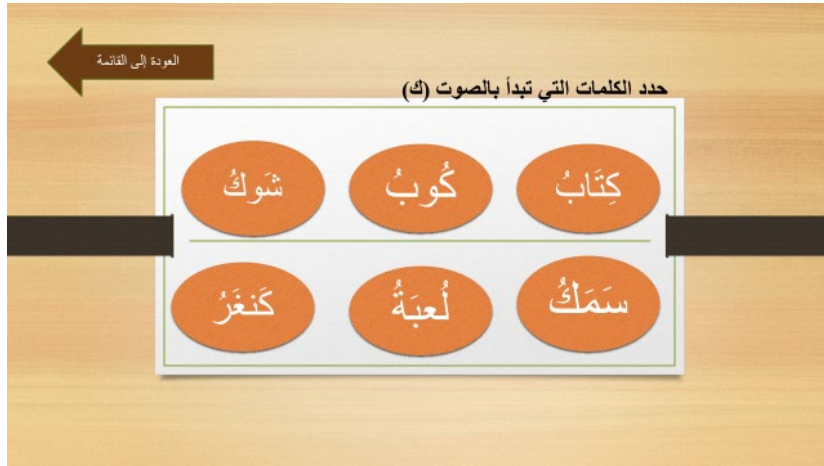 العودة إلى القائمة
حدد الكلمات التي تبدأ بالصوت (ك)
كِتَابُ
كُوبُ
شَوكُ
سَمَكُ
لُعبَةُ
كَنغَرُ